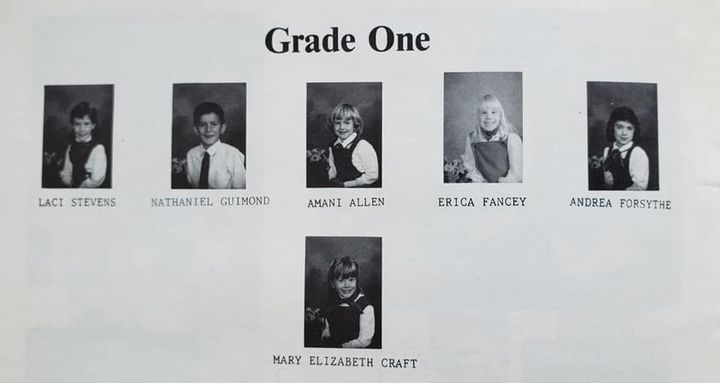 Grade One
LACI STEVENS NATHANIEL GUIMOND AMANI ALLEN ERICA FANCEY ANDREA FORSYTHE
MARY ELIZABETH CRAFT